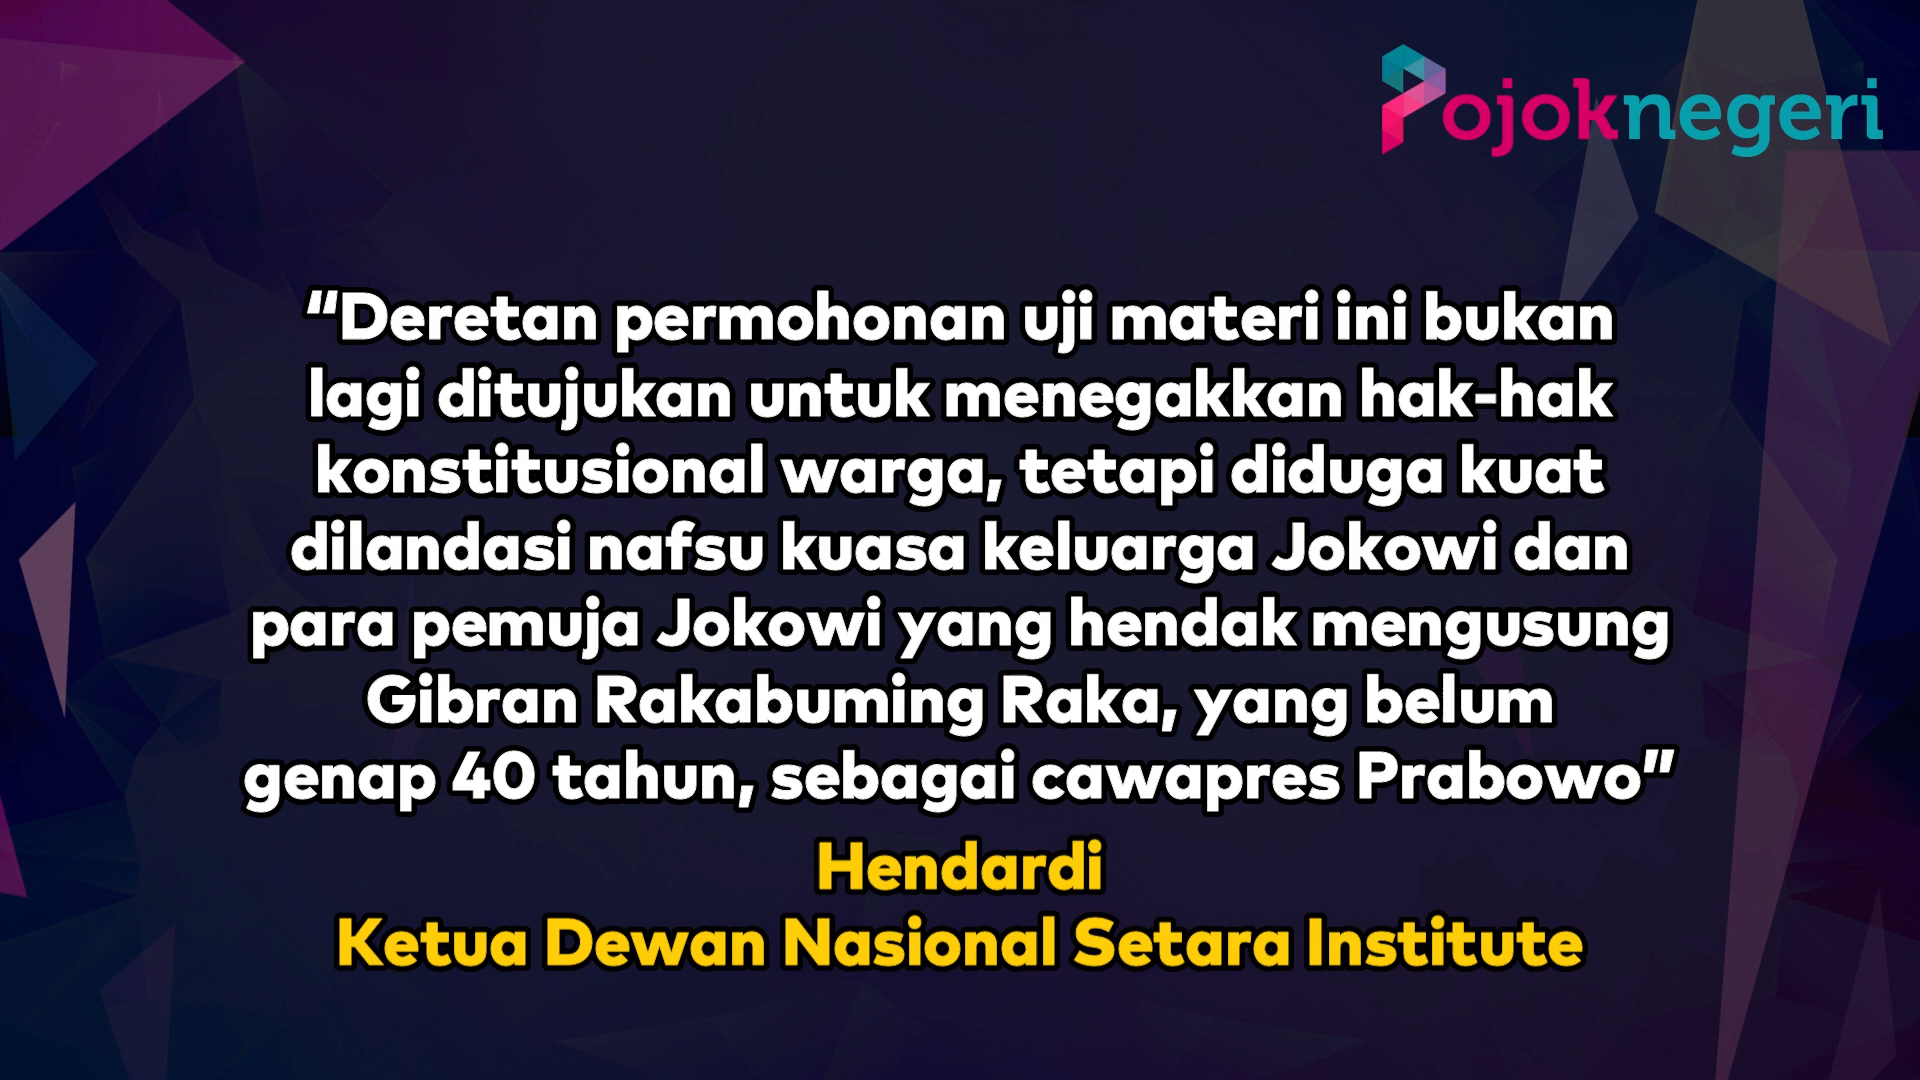 Pojoknegeri
“Deretan permohonan uji materi ini bukan
lagi ditujukan untuk menegakkan hak-hak
konstitusional warga, tetapi diduga kuat
dilandasi nafsu kuasa keluarga Jokowi dan
para pemuja Jokowi yang hendak mengusung
Gibran Rakabuming Raka, yang belum
genap 40 tahun, sebagai cawapres Prabowo”
Hendardi
Ketua Dewan Nasional Setara Institute